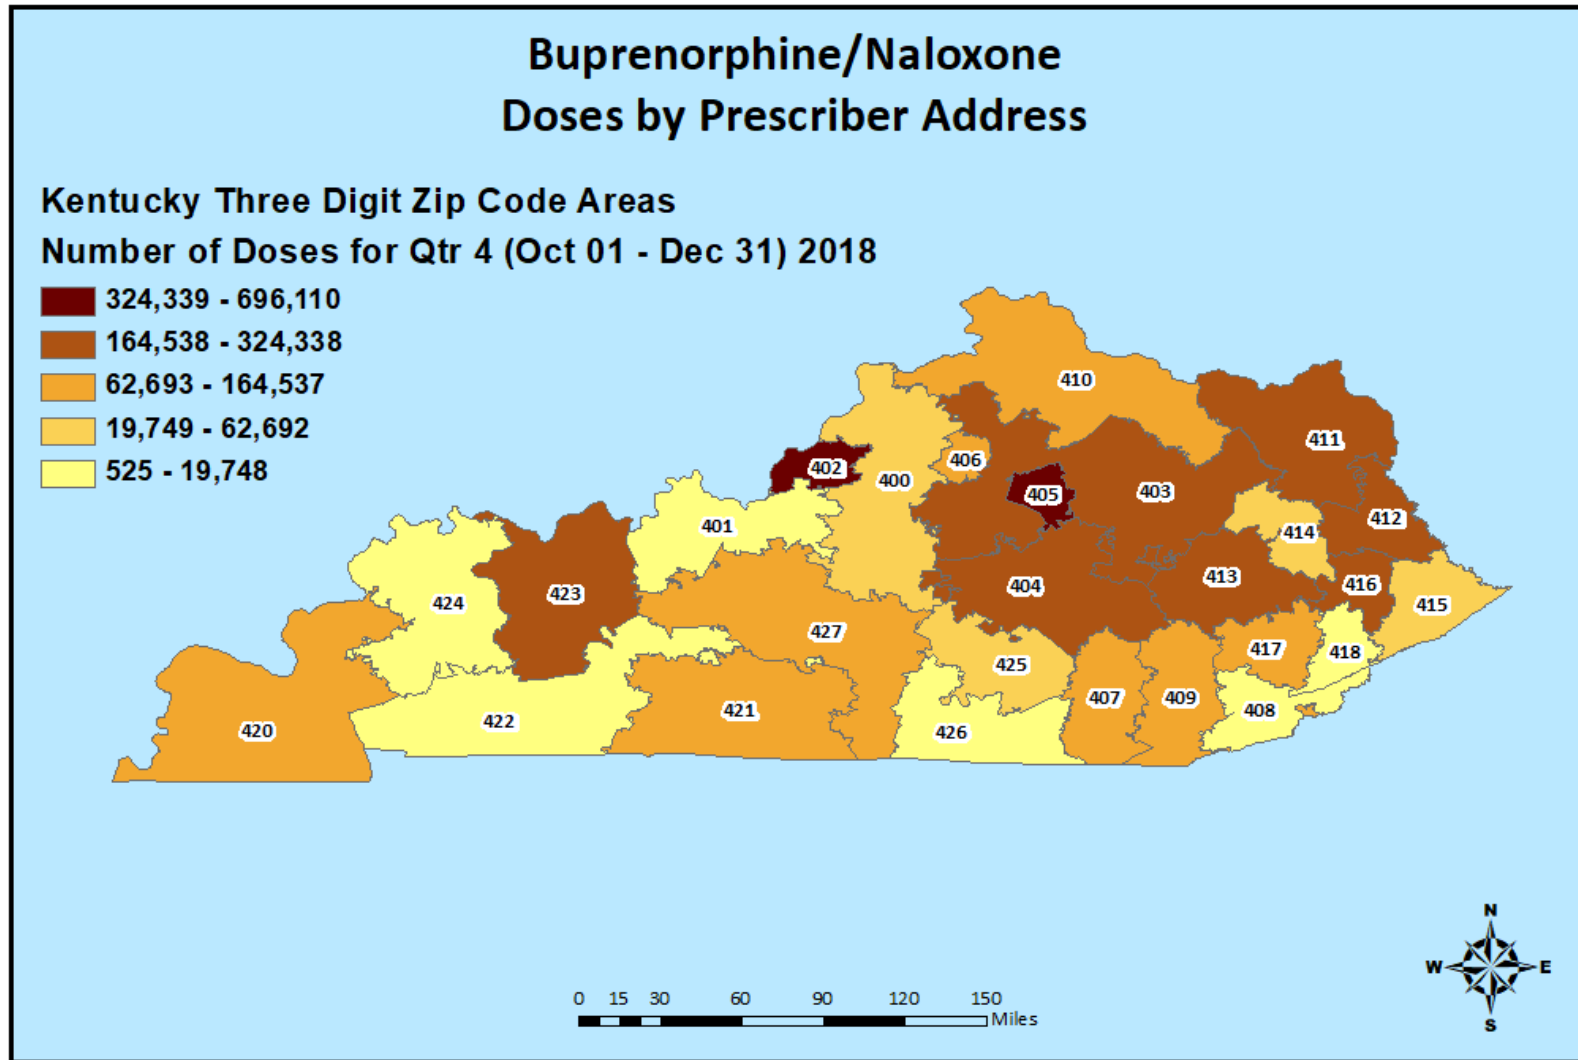 Buprenorphine/Naloxone
Doses by Prescriber Address
Kentucky Three Digit Zip Code Areas
Number of Doses for Qtr 4 (Oct 01 - Dec 31) 2018
324,339 - 696,110
164,538 - 324,338
62,693 - 164,537
19,749 - 62,692
525 - 19,748
410
411
406
402
400
403
405
412
401
414
413
416
404
423
424
415
427
417
418
425
407
409
408
421
422
420
426
N
W E
S
0 15 30 60 90 120 150
Miles